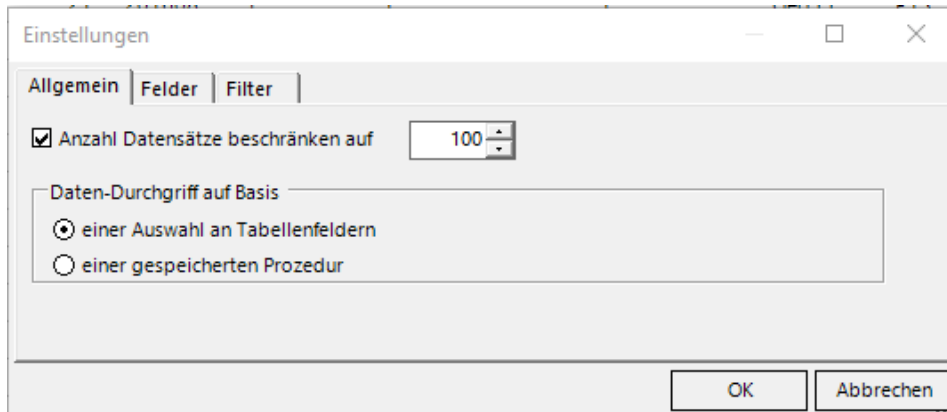 Einstellungen
Allgemein Felder Filter
Anzahl Datensätze beschränken auf 100
Daten-Durchgriff auf Basis
einer Auswahl an Tabellenfeldern
einer gespeicherten Prozedur
OK Abbrechen